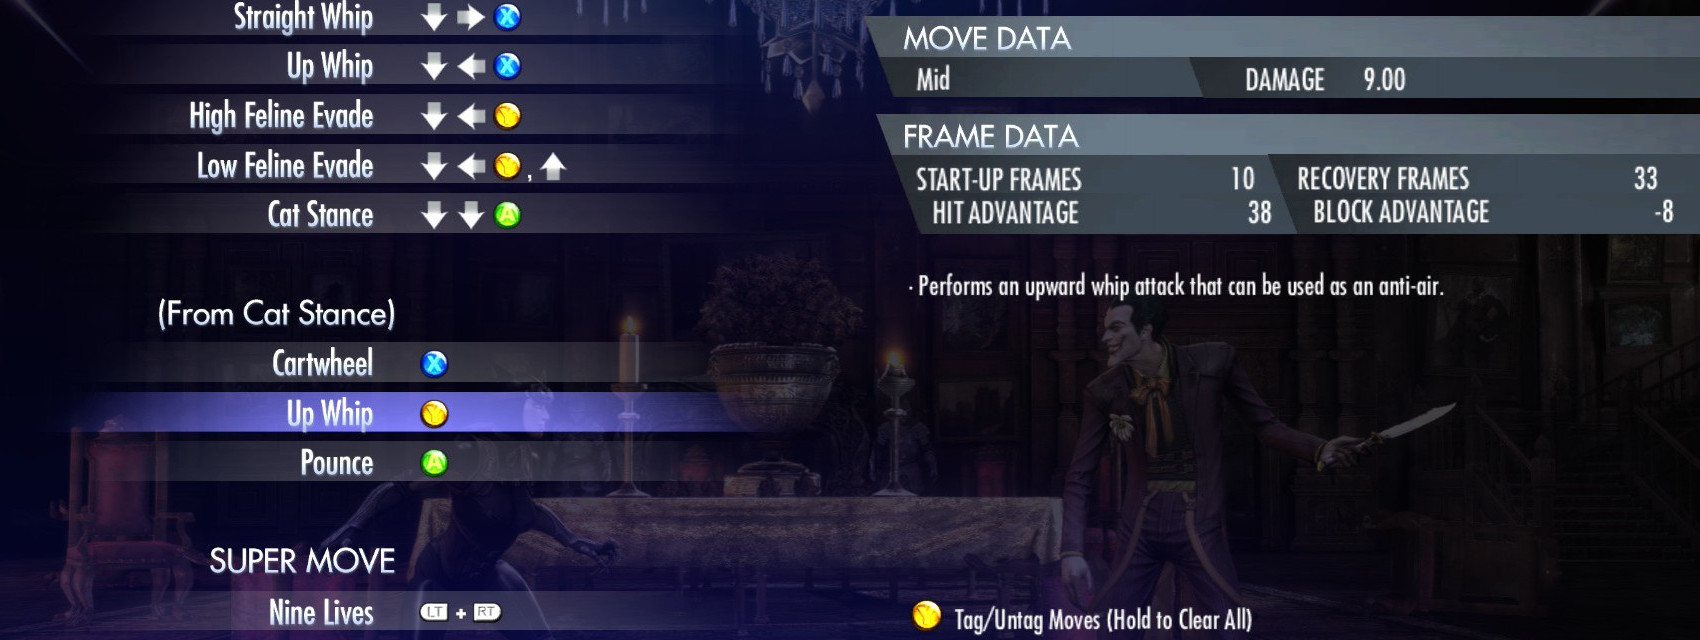 Straight Whip X
Up Whip X
High Feline Evade Y
Low Feline Evade Y,
Cat Stance A
(From Cat Stance)
Cartwheel X
Up Whip Y
Pounce A
SUPER MOVE
Nine Lives LT + RT
MOVE DATA
Mid DAMAGE 9.00
FRAME DATA
START-UP FRAMES 10 RECOVERY FRAMES 33
HIT ADVANTAGE 38 BLOCK ADVANTAGE -8
· Performs an upward whip attack that can be used as an anti-air.
Y Tag/Untag Moves (Hold to Clear All)